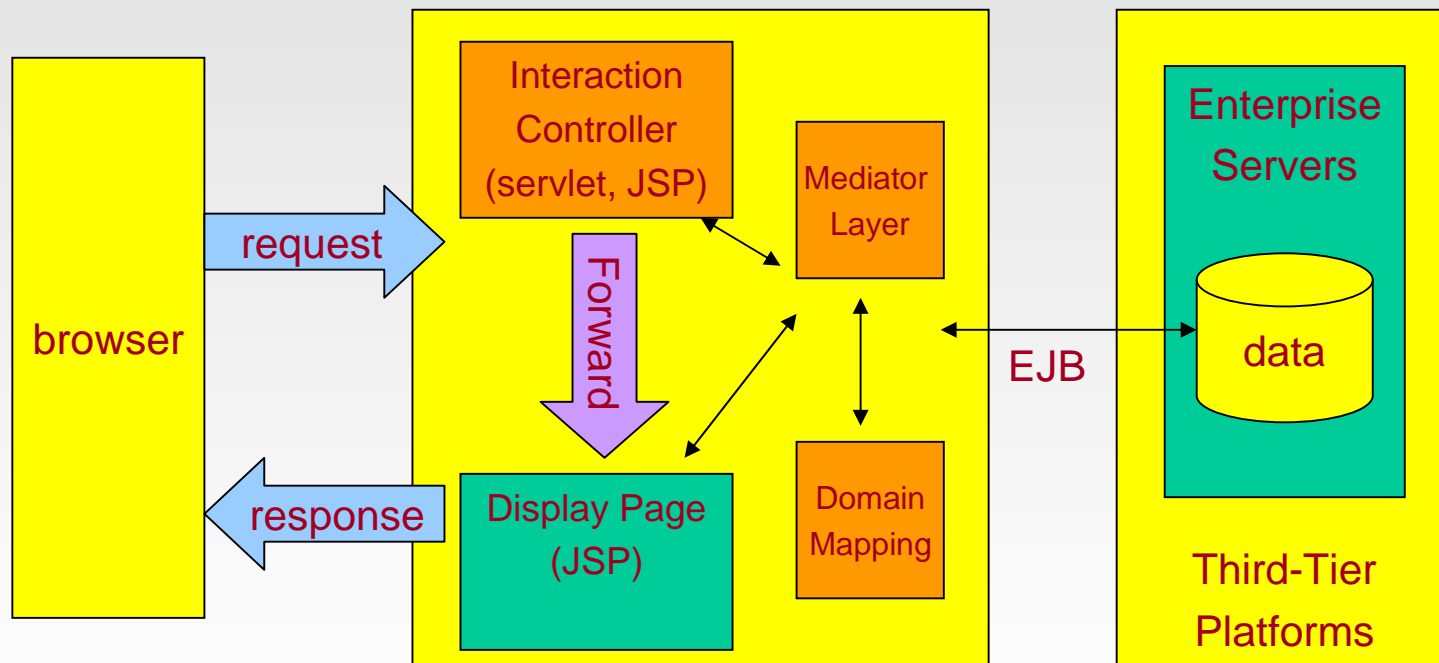 browser
request
response
Interaction
Controller
(servlet, JSP)
Forward
Display Page
(JSP)
Mediator
Layer
Domain
Mapping
EJB
Enterprise
Servers
data
Third-Tier
Platforms